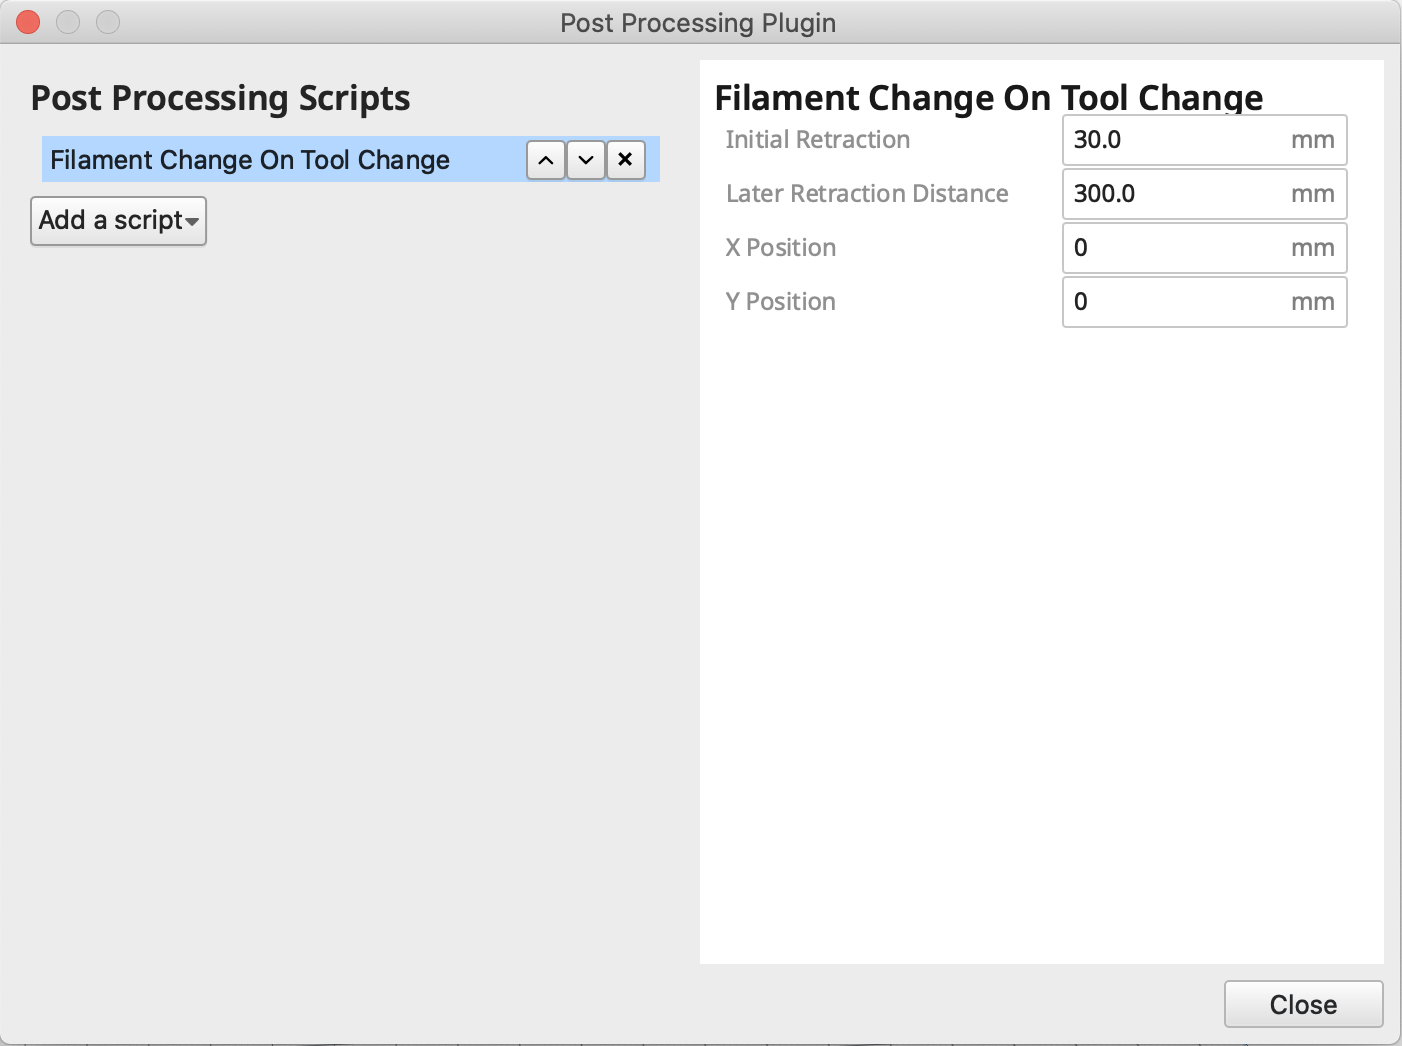 Post Processing Plugin
Post Processing Scripts
Filament Change On Tool Change
Add a script
Filament Change On Tool Change
Initial Retraction 30.0 mm
Later Retraction Distance 300.0 mm
X Position 0 mm
Y Position 0 mm
Close